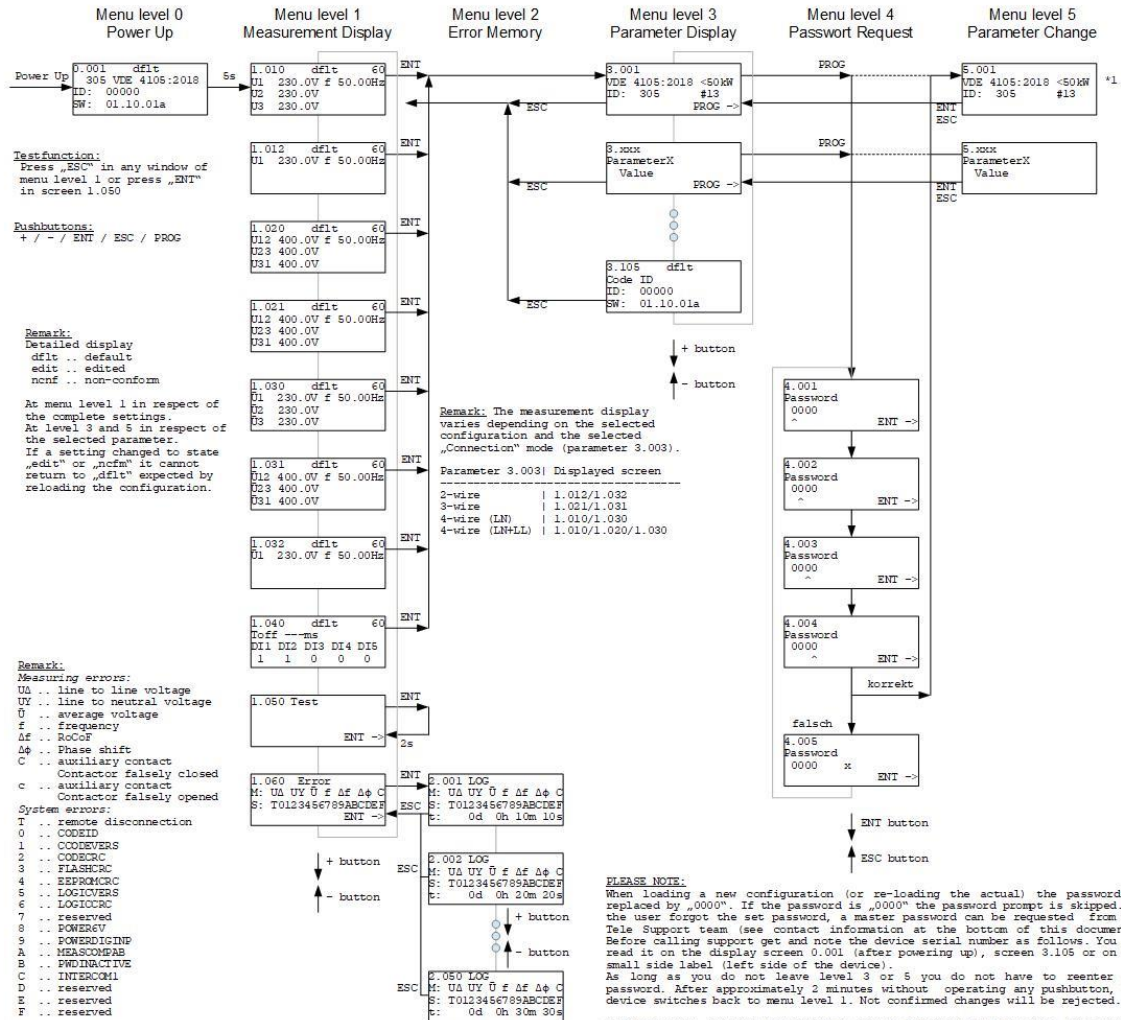 Menu level 0
Power Up
Menu level 1
Measurement Display
Menu level 2
Error Memory
Menu level 3
Parameter Display
Menu level 4
Passwort Request
Menu level 5
Parameter Change
Power Up
0.001 dflt
305 VDE 4105:2018
ID: 00000
SW: 01.10.01a
5s
1.010 dflt 60
U1 230.0V f 50.00Hz
U2 230.0V
U3 230.0V
ENT
ESC
3.001
VDE 4105:2018 <50kW
ID: 305 #13
PROG ->
PROG
5.001
VDE 4105:2018 <50kW
ID: 305 #13
*1
ENT
ESC
Testfunction:
Press „ESC“ in any window of
menu level 1 or press „ENT“
in screen 1.050
1.012 dflt 60
U1 230.0V f 50.00Hz
ENT
ESC
3.xxx
ParameterX
Value
PROG ->
PROG
5.xxx
ParameterX
Value
ENT
ESC
Pushbuttons:
+ / - / ENT / ESC / PROG
1.020 dflt 60
U12 400.0V f 50.00Hz
U23 400.0V
U31 400.0V
ENT
ESC
3.105 dflt
Code ID
ID: 00000
SW: 01.10.01a
1.021 dflt 60
U12 400.0V f 50.00Hz
U23 400.0V
U31 400.0V
ENT
+ button
- button
Remark:
Detailed display
dflt .. default
edit .. edited
ncnf .. non-conform
At menu level 1 in respect of
the complete settings.
At level 3 and 5 in respect of
the selected parameter.
If a setting changed to state
„edit“ or „ncfm“ it cannot
return to „dflt“ expected by
reloading the configuration.
1.030 dflt 60
Ū1 230.0V f 50.00Hz
Ū2 230.0V
Ū3 230.0V
ENT
1.031 dflt 60
Ū12 400.0V f 50.00Hz
Ū23 400.0V
Ū31 400.0V
ENT
1.032 dflt 60
Ū1 230.0V f 50.00Hz
ENT
1.040 dflt 60
Toff ---ms
DI1 DI2 DI3 DI4 DI5
1 1 0 0 0
ENT
1.050 Test
ENT ->
ENT
2s
1.060 Error
M: UΔ UY Ū f Δf Δϕ C
S: T0123456789ABCDEF
ENT ->
ENT
ESC
+ button
- button
Remark: The measurement display
varies depending on the selected
configuration and the selected
„Connection“ mode (parameter 3.003).
Parameter 3.003| Displayed screen
----------------------------------
2-wire | 1.012/1.032
3-wire | 1.021/1.031
4-wire (LN) | 1.010/1.030
4-wire (LN+LL) | 1.010/1.020/1.030
4.001
Password
0000
^
ENT ->
4.002
Password
0000
^
ENT ->
4.003
Password
0000
^
ENT ->
4.004
Password
0000
^
ENT ->
korrekt
falsch
4.005
Password
0000 x
ENT ->
ENT button
ESC button
Remark:
Measuring errors:
UΔ .. line to line voltage
UY .. line to neutral voltage
Ū .. average voltage
f .. frequency
Δf .. RoCoF
Δϕ .. Phase shift
C .. auxiliary contact
Contactor falsely closed
c .. auxiliary contact
Contactor falsely opened
System errors:
T .. remote disconnection
0 .. CODEID
1 .. CCODEVERS
2 .. CODECRC
3 .. FLASHCRC
4 .. EEPROMCRC
5 .. LOGICVERS
6 .. LOGICCRC
7 .. reserved
8 .. POWER6V
9 .. POWERDIGINP
A .. MEASCOMPAB
B .. PWDINACTIVE
C .. INTERCOM1
D .. reserved
E .. reserved
F .. reserved
2.001 LOG
M: UΔ UY Ū f Δf Δϕ C
S: T0123456789ABCDEF
t: 0d 0h 10m 10s
ESC
2.002 LOG
M: UΔ UY Ū f Δf Δϕ C
S: T0123456789ABCDEF
t: 0d 0h 20m 20s
+ button
- button
ESC
2.050 LOG
M: UΔ UY Ū f Δf Δϕ C
S: T0123456789ABCDEF
t: 0d 0h 30m 30s
PLEASE NOTE:
When loading a new configuration (or re-loading the actual) the password
replaced by „0000“. If the password is „0000“ the password prompt is skipped.
the user forgot the set password, a master password can be requested from
Tele Support team (see contact information at the bottom of this documen
Before calling support get and note the device serial number as follows. You
read it on the display screen 0.001 (after powering up), screen 3.105 or on
small side label (left side of the device).
As long as you do not leave level 3 or 5 you do not have to reenter
password. After approximately 2 minutes without operating any pushbutton,
device switches back to menu level 1. Not confirmed changes will be rejected.